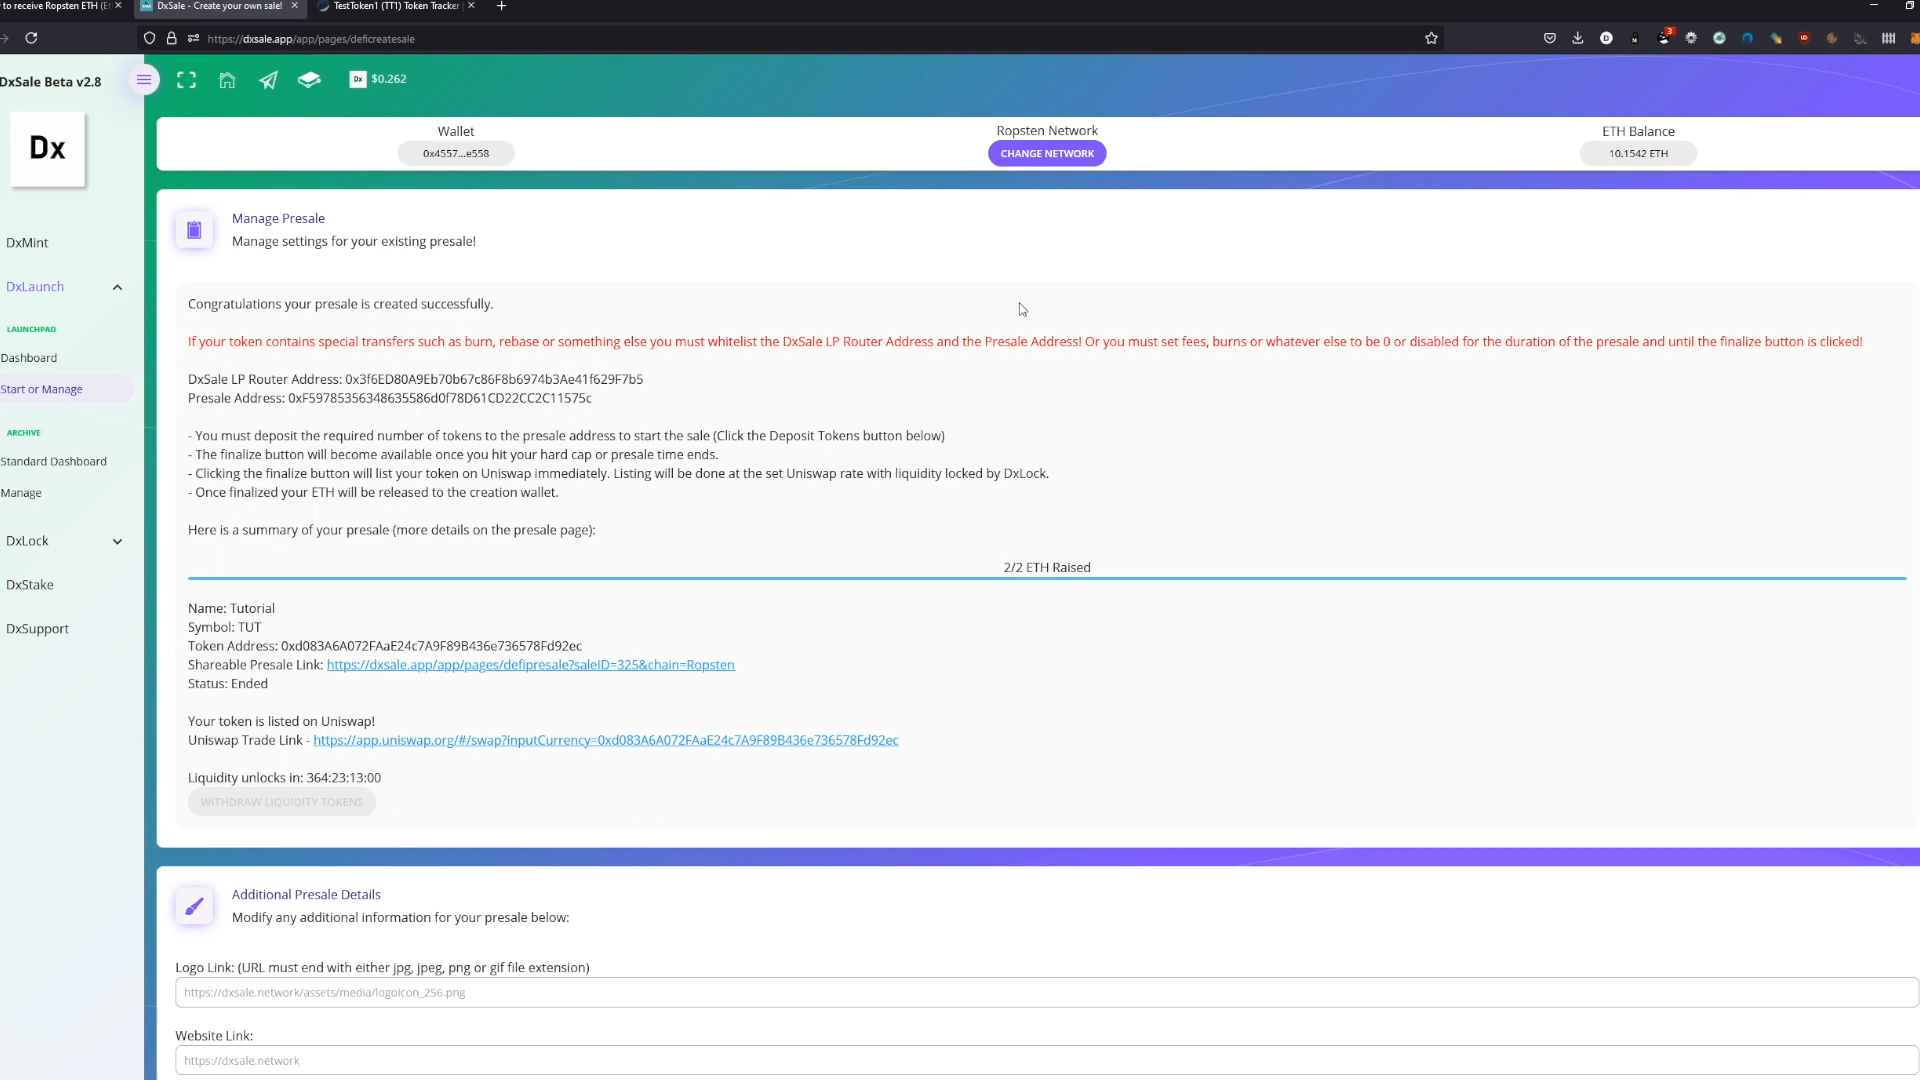 to receive Ropsten ETH (Et
DxSale - Create your own sale!
TestToken1 (TT1) Token Tracker
https://dxsale.app/app/pages/deficreatesale
3
DxSale Beta v2.8
Dx $0.262
Wallet
0x4557...e558
Ropsten Network
CHANGE NETWORK
ETH Balance
10.1542 ETH
Dx
DxMint
DxLaunch
LAUNCHPAD
Dashboard
Start or Manage
ARCHIVE
Standard Dashboard
Manage
DxLock
DxStake
DxSupport
Manage Presale
Manage settings for your existing presale!
Congratulations your presale is created successfully.
If your token contains special transfers such as burn, rebase or something else you must whitelist the DxSale LP Router Address and the Presale Address! Or you must set fees, burns or whatever else to be 0 or disabled for the duration of the presale and until the finalize button is clicked!
DxSale LP Router Address: 0x3f6ED80A9Eb70b67c86F8b6974b3Ae41f629F7b5
Presale Address: 0xF59785356348635586d0f78D61CD22CC2C11575c
- You must deposit the required number of tokens to the presale address to start the sale (Click the Deposit Tokens button below)
- The finalize button will become available once you hit your hard cap or presale time ends.
- Clicking the finalize button will list your token on Uniswap immediately. Listing will be done at the set Uniswap rate with liquidity locked by DxLock.
- Once finalized your ETH will be released to the creation wallet.
Here is a summary of your presale (more details on the presale page):
2/2 ETH Raised
Name: Tutorial
Symbol: TUT
Token Address: 0xd083A6A072FAaE24c7A9F89B436e736578Fd92ec
Shareable Presale Link: https://dxsale.app/app/pages/defipresale?saleID=325&chain=Ropsten
Status: Ended
Your token is listed on Uniswap!
Uniswap Trade Link - https://app.uniswap.org/#/swap?inputCurrency=0xd083A6A072FAaE24c7A9F89B436e736578Fd92ec
Liquidity unlocks in: 364:23:13:00
WITHDRAW LIQUIDITY TOKENS
Additional Presale Details
Modify any additional information for your presale below:
Logo Link: (URL must end with either jpg, jpeg, png or gif file extension)
https://dxsale.network/assets/media/logoIcon_256.png
Website Link:
https://dxsale.network